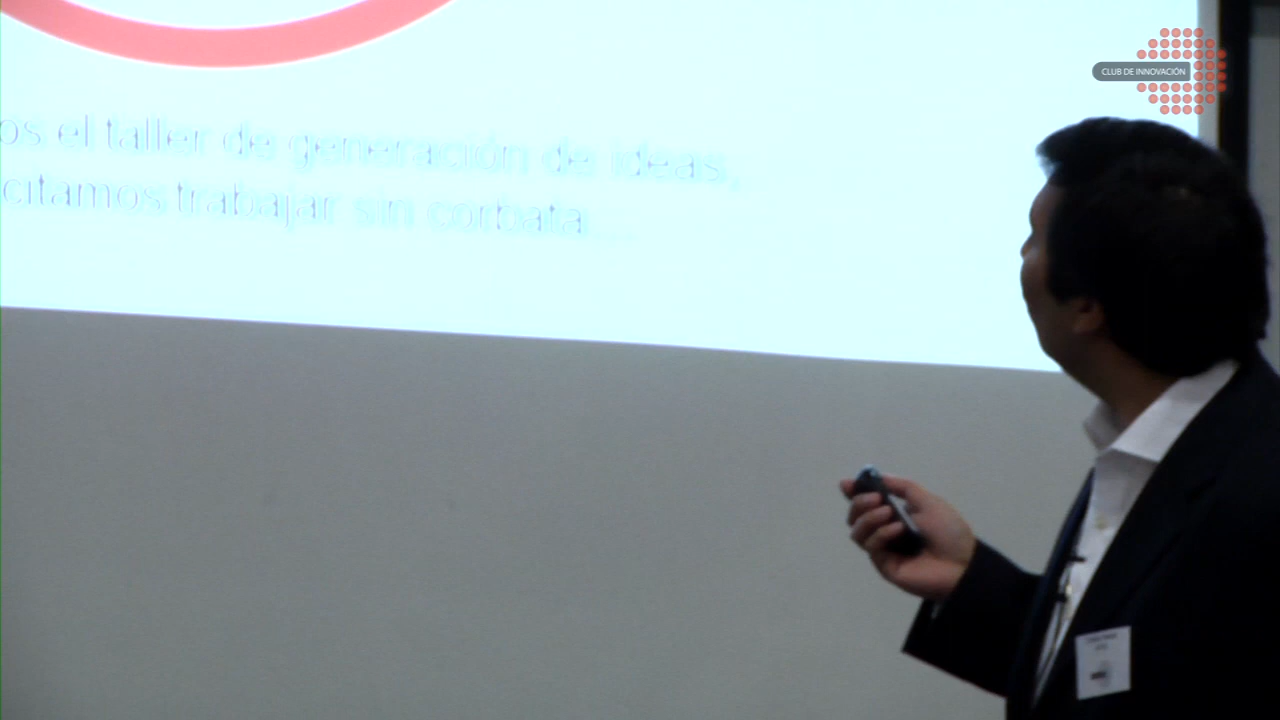 CLUB DE INNOVACIÓN
os el taller de generación de ideas,
citamos trabajar sin corbata...